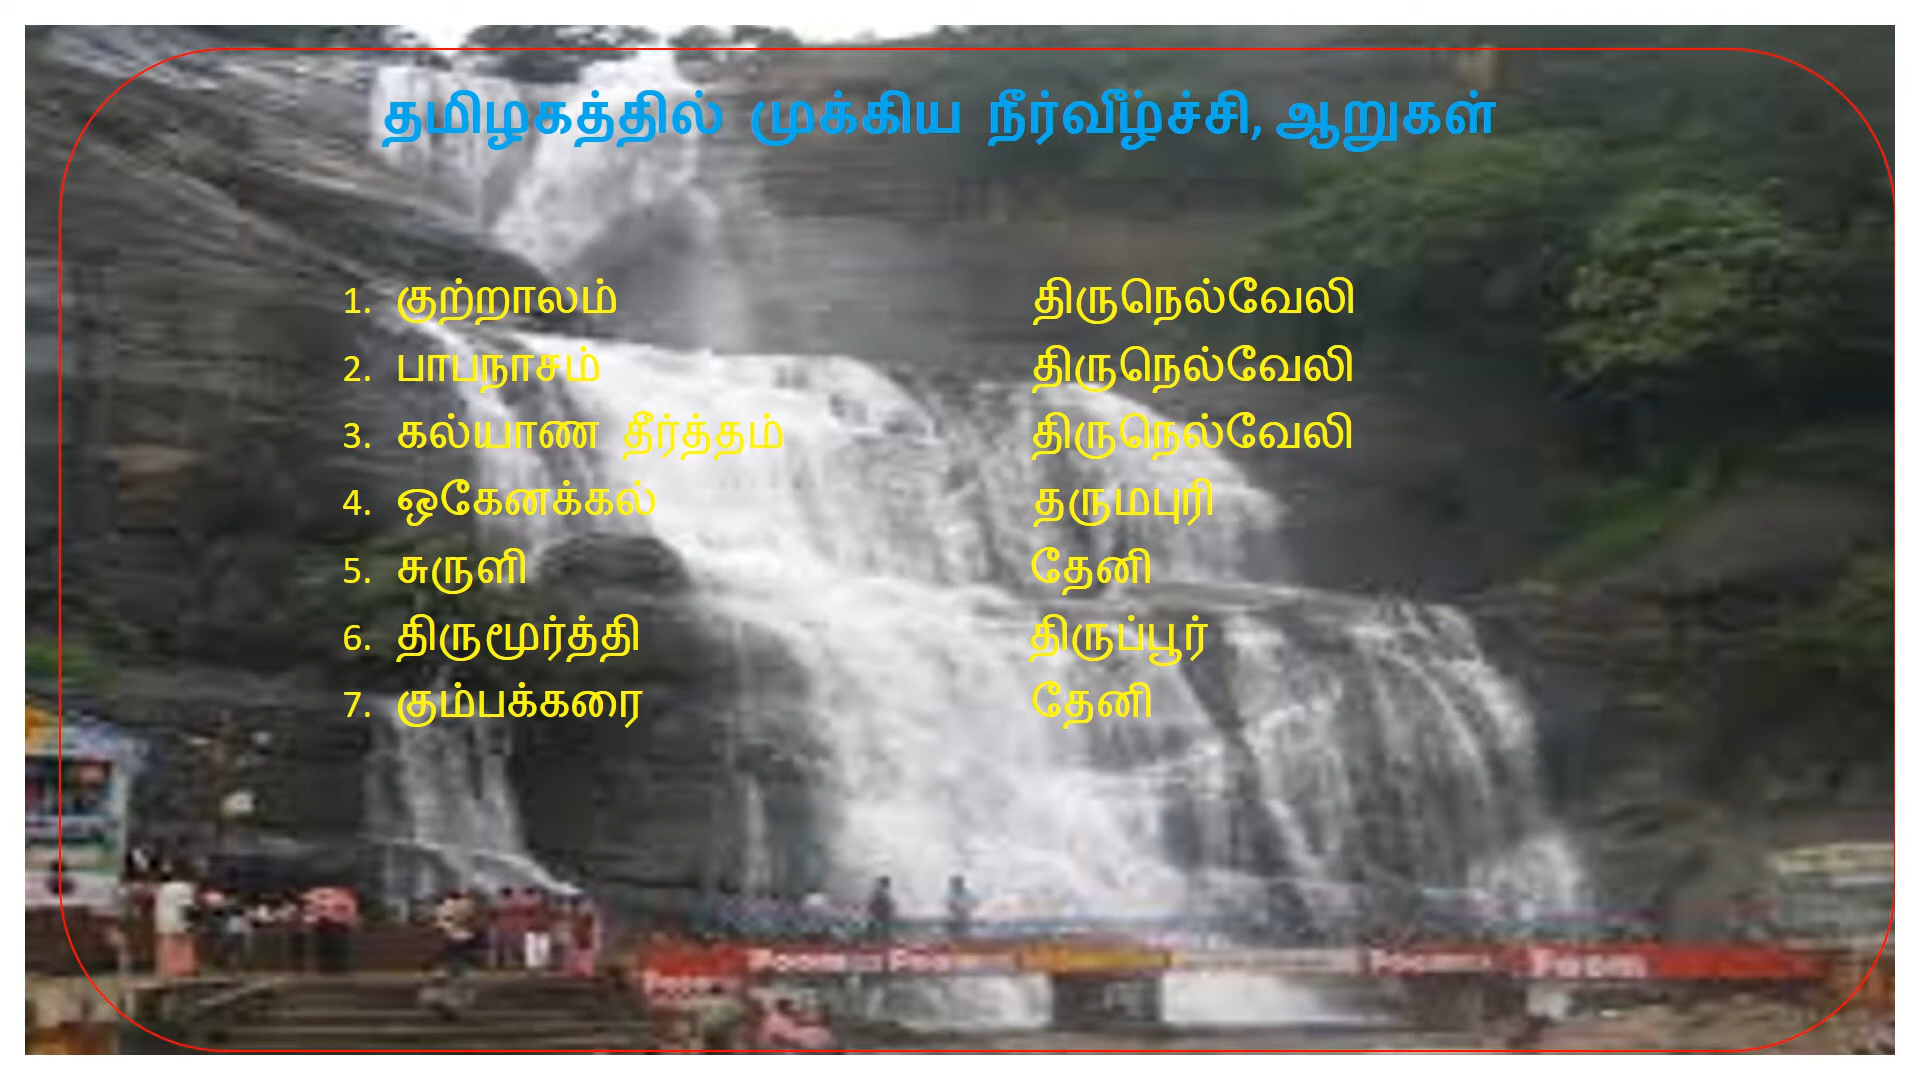 தமிழகத்தில் முக்கிய நீர்வீழ்ச்சி, ஆறுகள்
1. குற்றாலம் திருநெல்வேலி
2. பாபநாசம் திருநெல்வேலி
3. கல்யாண தீர்த்தம் திருநெல்வேலி
4. ஒகேனக்கல் தருமபுரி
5. சுருளி தேனி
6. திருமூர்த்தி திருப்பூர்
7. கும்பக்கரை தேனி